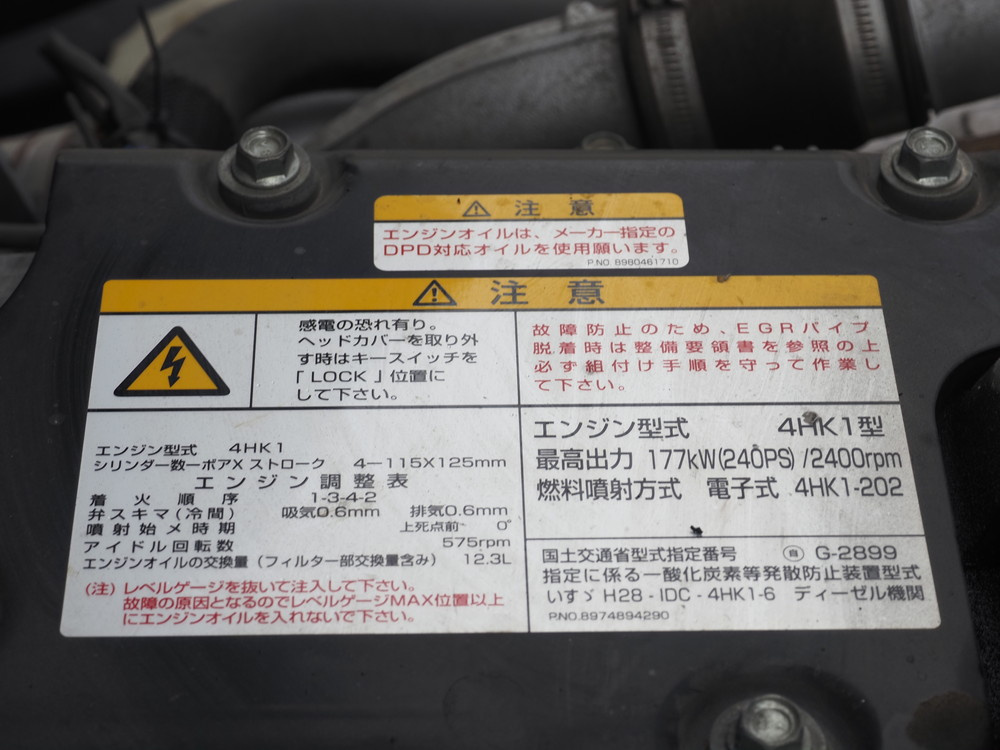 ⚠ 注意
エンジンオイルは、メーカー指定の
DPD対応オイルを使用願います。
P.NO 8980461710
⚠ 注意
感電の恐れ有り。
ヘッドカバーを取り外
す時はキースイッチを
「LOCK」位置に
して下さい。
故障防止のため、EGRパイプ
脱着時は整備要領書を参照の上
必ず組付け手順を守って作業し
て下さい。
エンジン型式 4HK1
シリンダー数ーボアXストローク 4ー115X125mm
エンジン調整表
着火順序 1-3-4-2
弁スキマ(冷間) 吸気0.6mm 排気0.6mm
噴射始メ時期 上死点前 0°
アイドル回転数 575rpm
エンジンオイルの交換量(フィルター部交換量含み) 12.3L
(注)レベルゲージを抜いて注入して下さい。
故障の原因となるのでレベルゲージMAX位置以上
にエンジンオイルを入れないで下さい。
エンジン型式 4HK1型
最高出力 177kW(240PS)/2400rpm
燃料噴射方式 電子式 4HK1-202
国土交通省型式指定番号 ㊀ G-2899
指定に係る一酸化炭素等発散防止装置型式
いすゞ H28-IDC-4HK1-6 ディーゼル機関
P.NO.8974894290